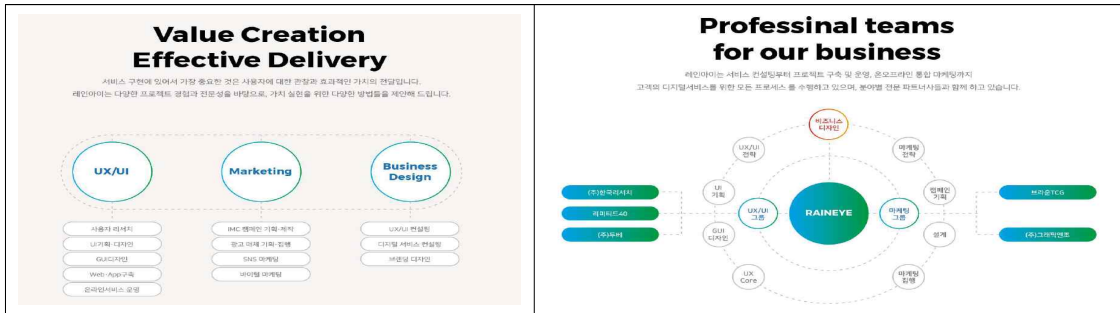 Value Creation
Effective Delivery
서비스 구현에 있어서 가장 중요한 것은 사용자에 대한 관찰과 효과적인 가치의 전달입니다.
레인아이는 다양한 프로젝트 경험과 전문성을 바탕으로, 가치 실현을 위한 다양한 방법들을 제안해 드립니다.
UX/UI
Marketing
Business
Design
사용자 리서치
UI기획·디자인
GUI디자인
Web·App구축
온라인서비스 운영
IMC 캠페인 기획·제작
광고 매체 기획·집행
SNS 마케팅
바이럴 마케팅
UX/UI 컨설팅
디지털 서비스 컨설팅
브랜딩 디자인
Professinal teams
for our business
레인아이는 서비스 컨설팅부터 프로젝트 구축 및 운영, 온오프라인 통합 마케팅까지
고객의 디지털서비스를 위한 모든 프로세스 를 수행하고 있으며, 분야별 전문 파트너사들과 함께 하고 있습니다.
비즈니스
디자인
UX/UI
전략
마케팅
전략
UI
기획
캠페인
기획
(주)한국리서치
리미티드40
(주)두버
UX/UI
그룹
RAINEYE
마케팅
그룹
브라운TCG
(주)그래픽앤토
GUI
디자인
설계
UX
Core
마케팅
집행